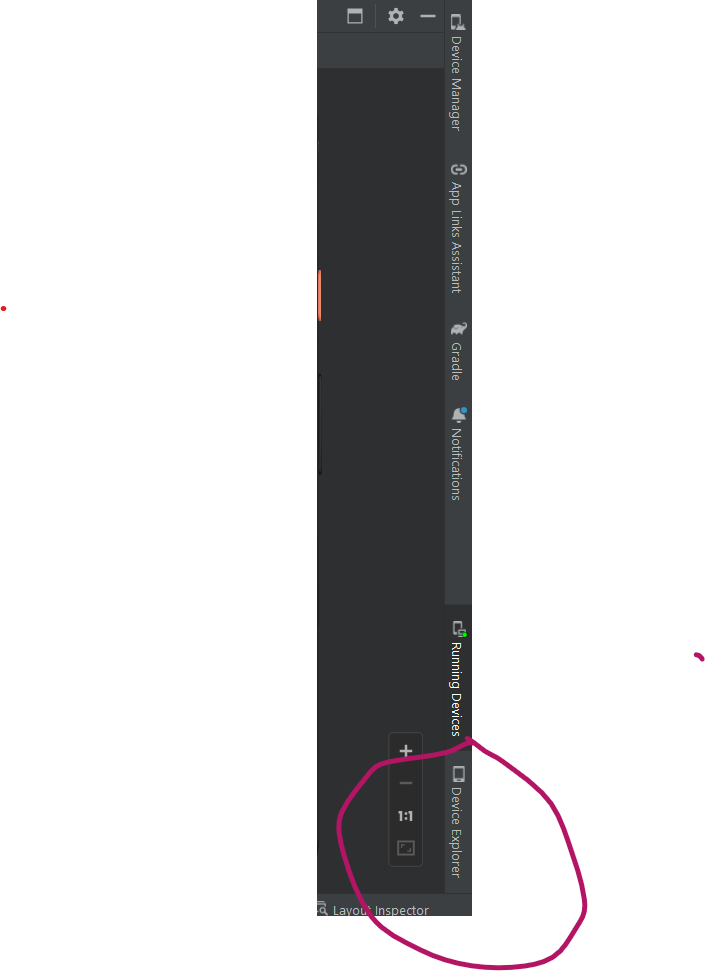 Device Manager
App Links Assistant
Gradle
Notifications
Running Devices
1:1
Device Explorer
Layout Inspector